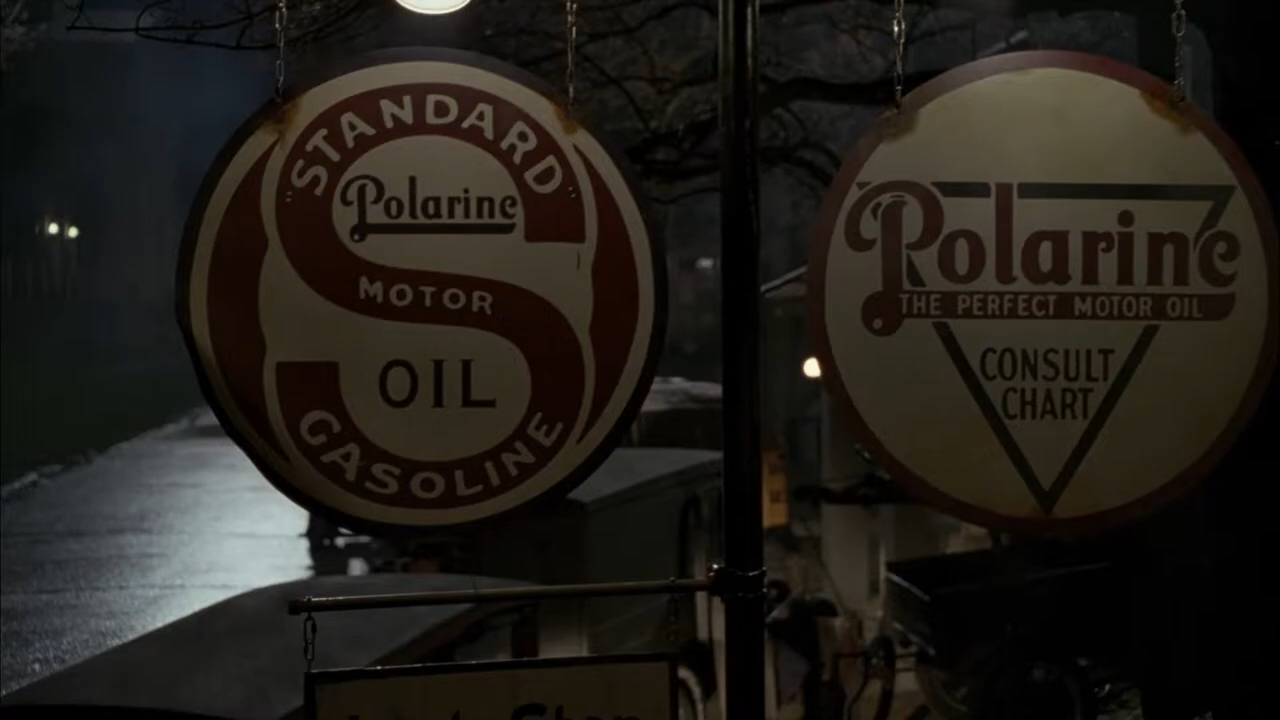 "STANDARD"
Polarine
MOTOR
OIL
GASOLINE
Polarine
THE PERFECT MOTOR OIL
CONSULT
CHART